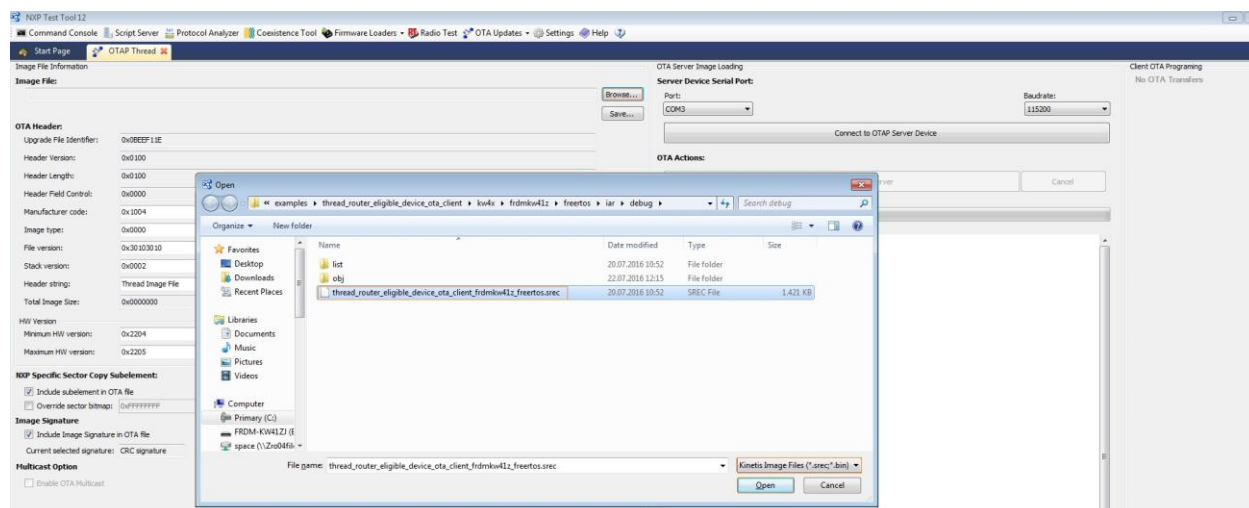 NXP Test Tool 12
Command Console Script Server Protocol Analyzer Coexistence Tool Firmware Loaders Radio Test OTA Updates Settings Help
Start Page OTAP Thread
Image File Information
Image File:
Browse...
Save...
OTA Header:
Upgrade File Identifier: 0x0BEEF11E
Header Version: 0x0100
Header Length: 0x0100
Header Field Control: 0x0000
Manufacturer code: 0x1004
Image type: 0x0000
File version: 0x30103010
Stack version: 0x0002
Header string: Thread Image File
Total Image Size: 0x0000000
HW Version
Minimum HW version: 0x2204
Maximum HW version: 0x2205
NXP Specific Sector Copy Subelement:
Include subelement in OTA file
Override sector bitmap: 0xFFFFFFFF
Image Signature
Include Image Signature in OTA file
Current selected signature: CRC signature
Multicast Option
Enable OTA Multicast
OTA Server Image Loading
Server Device Serial Port:
Port: Baudrate:
COM3 115200
Connect to OTAP Server Device
OTA Actions:
Cancel
Client OTA Programing
No OTA Transfers
Open
« examples thread_router_eligible_device_ota_client kw4x frdmkw41z freertos iar debug Search debug
Organize New folder
Favorites
Desktop
Downloads
Recent Places
Libraries
Documents
Music
Pictures
Videos
Computer
Primary (C:)
FRDM-KW41ZJ (E
space (\\Zro04fil
Name Date modified Type Size
list 20.07.2016 10:52 File folder
obj 22.07.2016 12:15 File folder
thread_router_eligible_device_ota_client_frdmkw41z_freertos.srec 20.07.2016 10:52 SREC File 1.421 KB
File name: thread_router_eligible_device_ota_client_frdmkw41z_freertos.srec Kinetis Image Files (*.srec;*.bin)
Open Cancel